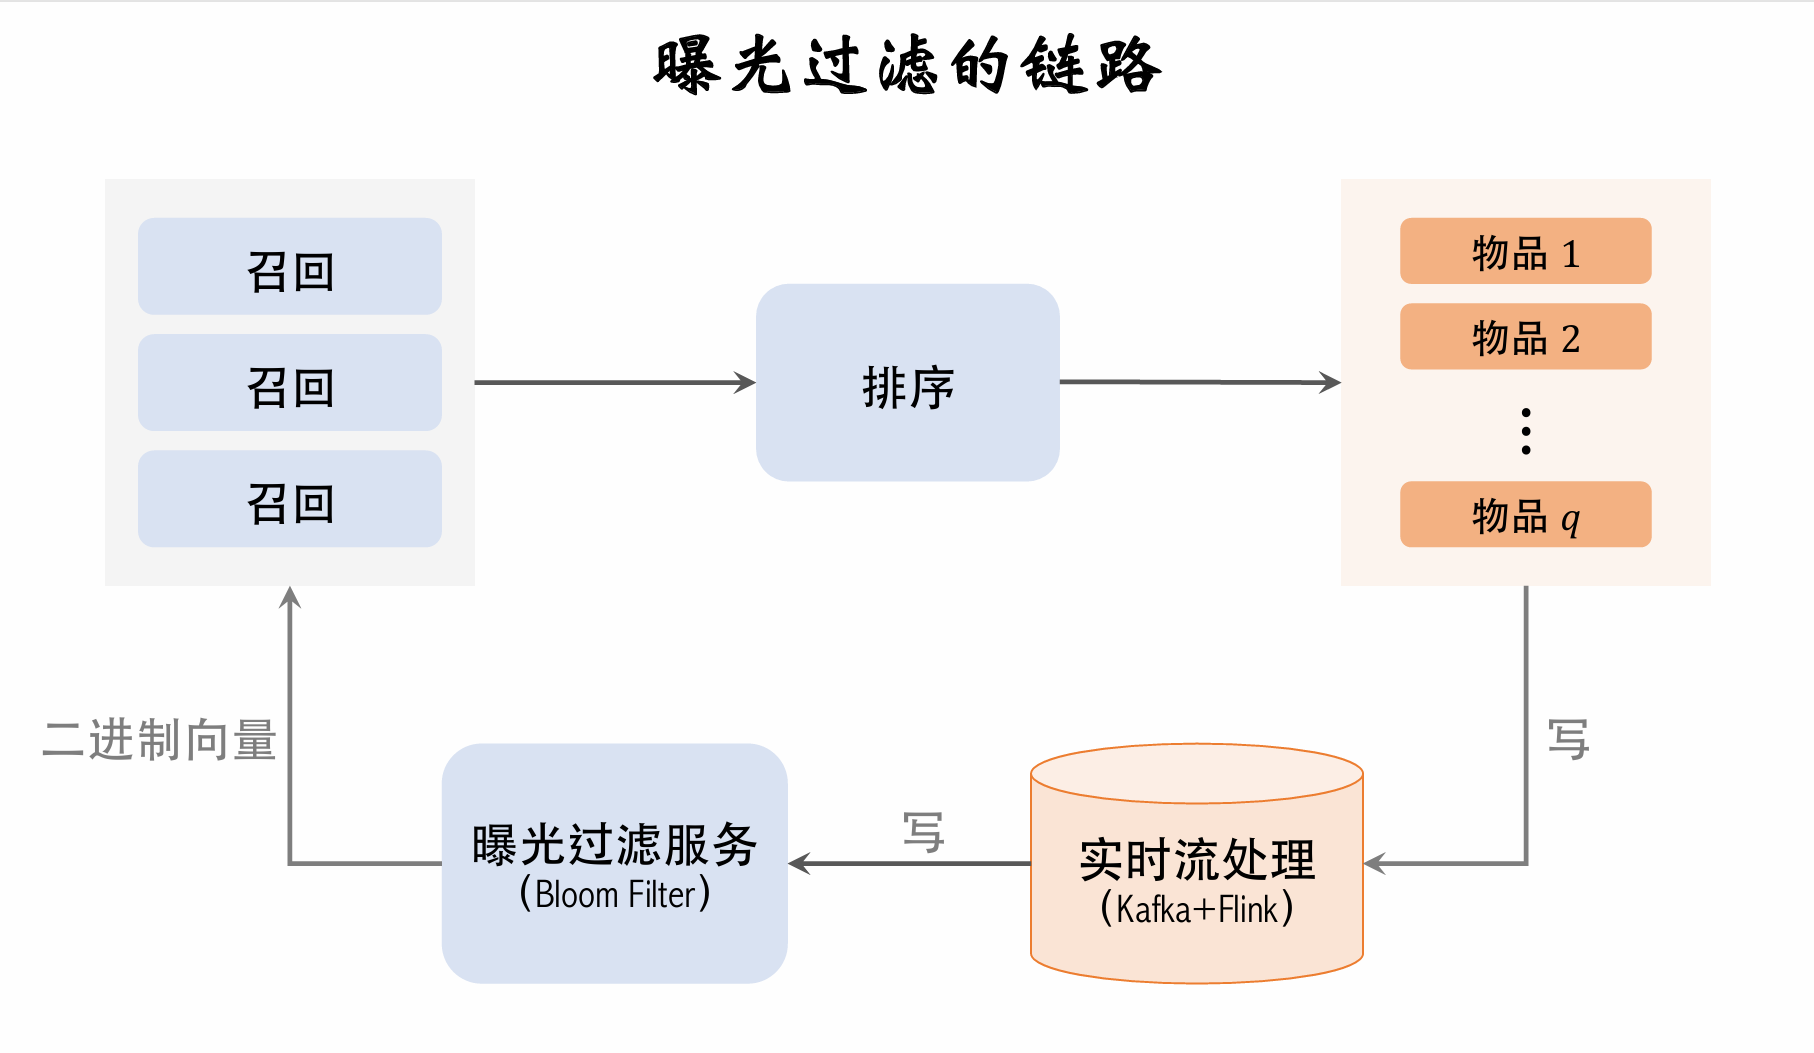 曝光过滤的链路
召回
召回
召回
排序
物品 1
物品 2
⋮
物品 q
二进制向量
曝光过滤服务
(Bloom Filter)
写
实时流处理
(Kafka+Flink)
写